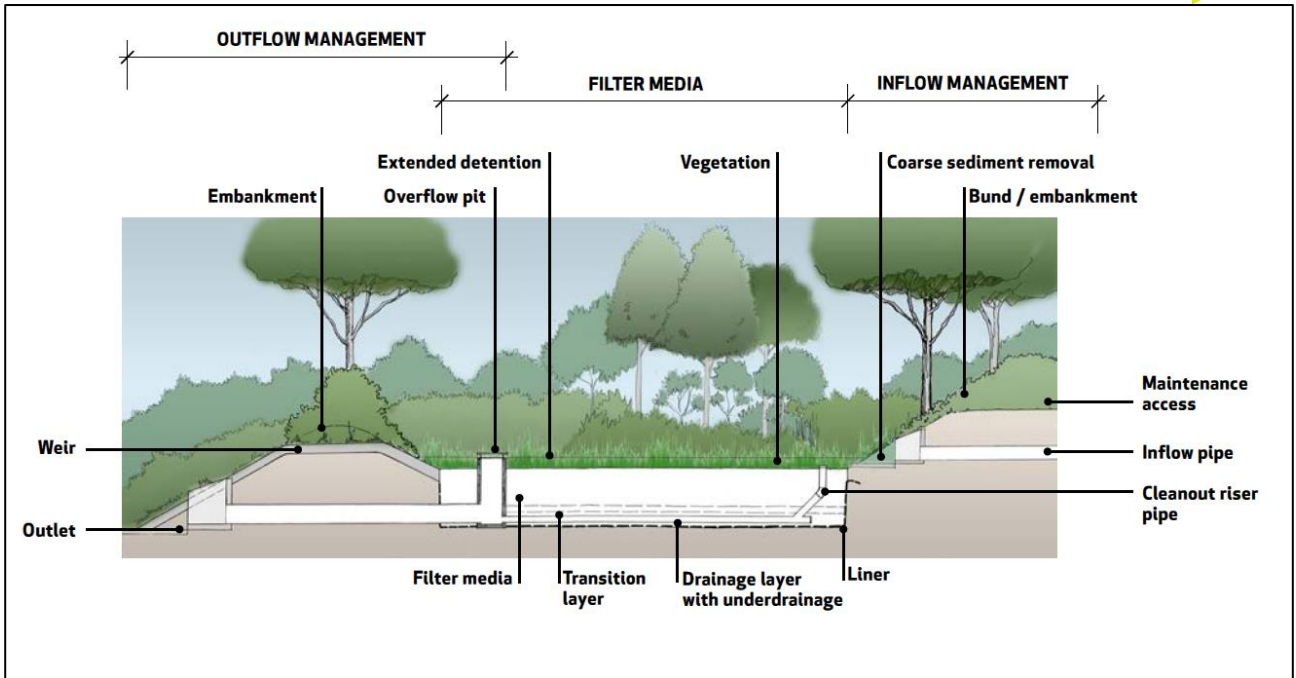 OUTFLOW MANAGEMENT
FILTER MEDIA
INFLOW MANAGEMENT
Extended detention
Vegetation
Coarse sediment removal
Embankment
Overflow pit
Bund / embankment
Maintenance
access
Weir
Inflow pipe
Cleanout riser
pipe
Outlet
Filter media
Transition
layer
Drainage layer
with underdrainage
Liner